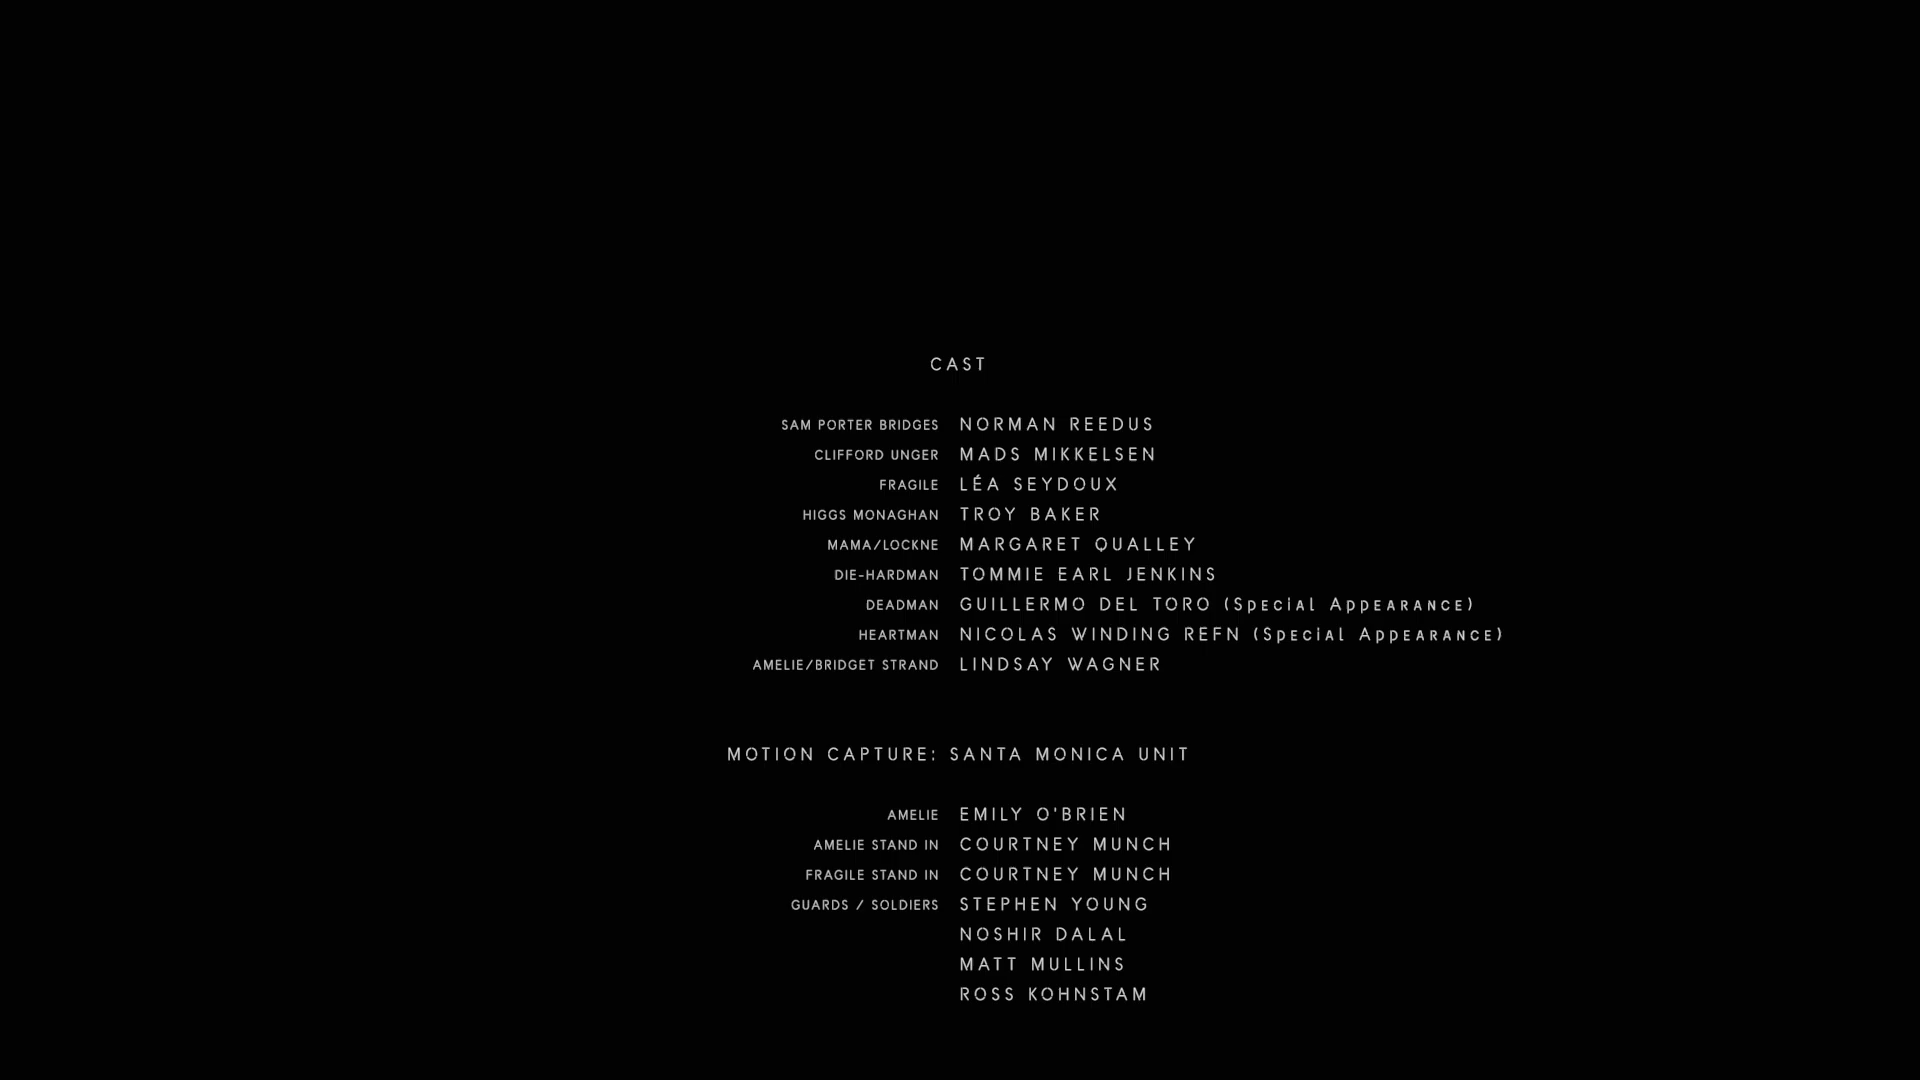 CAST
SAM PORTER BRIDGES NORMAN REEDUS
CLIFFORD UNGER MADS MIKKELSEN
FRAGILE LÉA SEYDOUX
HIGGS MONAGHAN TROY BAKER
MAMA/LOCKNE MARGARET QUALLEY
DIE-HARDMAN TOMMIE EARL JENKINS
DEADMAN GUILLERMO DEL TORO (Special Appearance)
HEARTMAN NICOLAS WINDING REFN (Special Appearance)
AMELIE/BRIDGET STRAND LINDSAY WAGNER
MOTION CAPTURE: SANTA MONICA UNIT
AMELIE EMILY O'BRIEN
AMELIE STAND IN COURTNEY MUNCH
FRAGILE STAND IN COURTNEY MUNCH
GUARDS / SOLDIERS STEPHEN YOUNG
NOSHIR DALAL
MATT MULLINS
ROSS KOHNSTAM